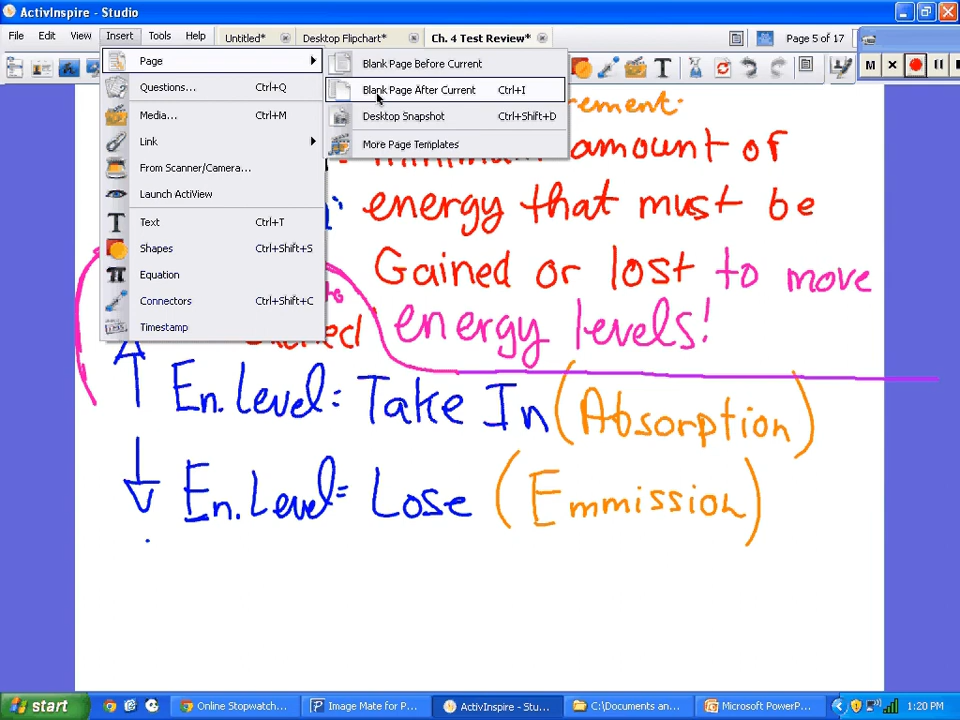 ActivInspire - Studio
File Edit View Insert Tools Help Untitled* Desktop Flipchart* Ch. 4 Test Review* Page 5 of 17
Page
Blank Page Before Current
Questions... Ctrl+Q
Blank Page After Current Ctrl+I
Media... Ctrl+M
Desktop Snapshot Ctrl+Shift+D
Link
More Page Templates
From Scanner/Camera...
Launch ActiView
Text Ctrl+T
Shapes Ctrl+Shift+S
Equation
Connectors Ctrl+Shift+C
Timestamp
M
amount of
energy that must be
Gained or lost to move
energy levels!
En. Level = Take In (Absorption)
En. Level = Lose (Emmission)
start Online Stopwatch... Image Mate for P... ActivInspire - Stu... C:\Documents an... Microsoft PowerP... 1:20 PM